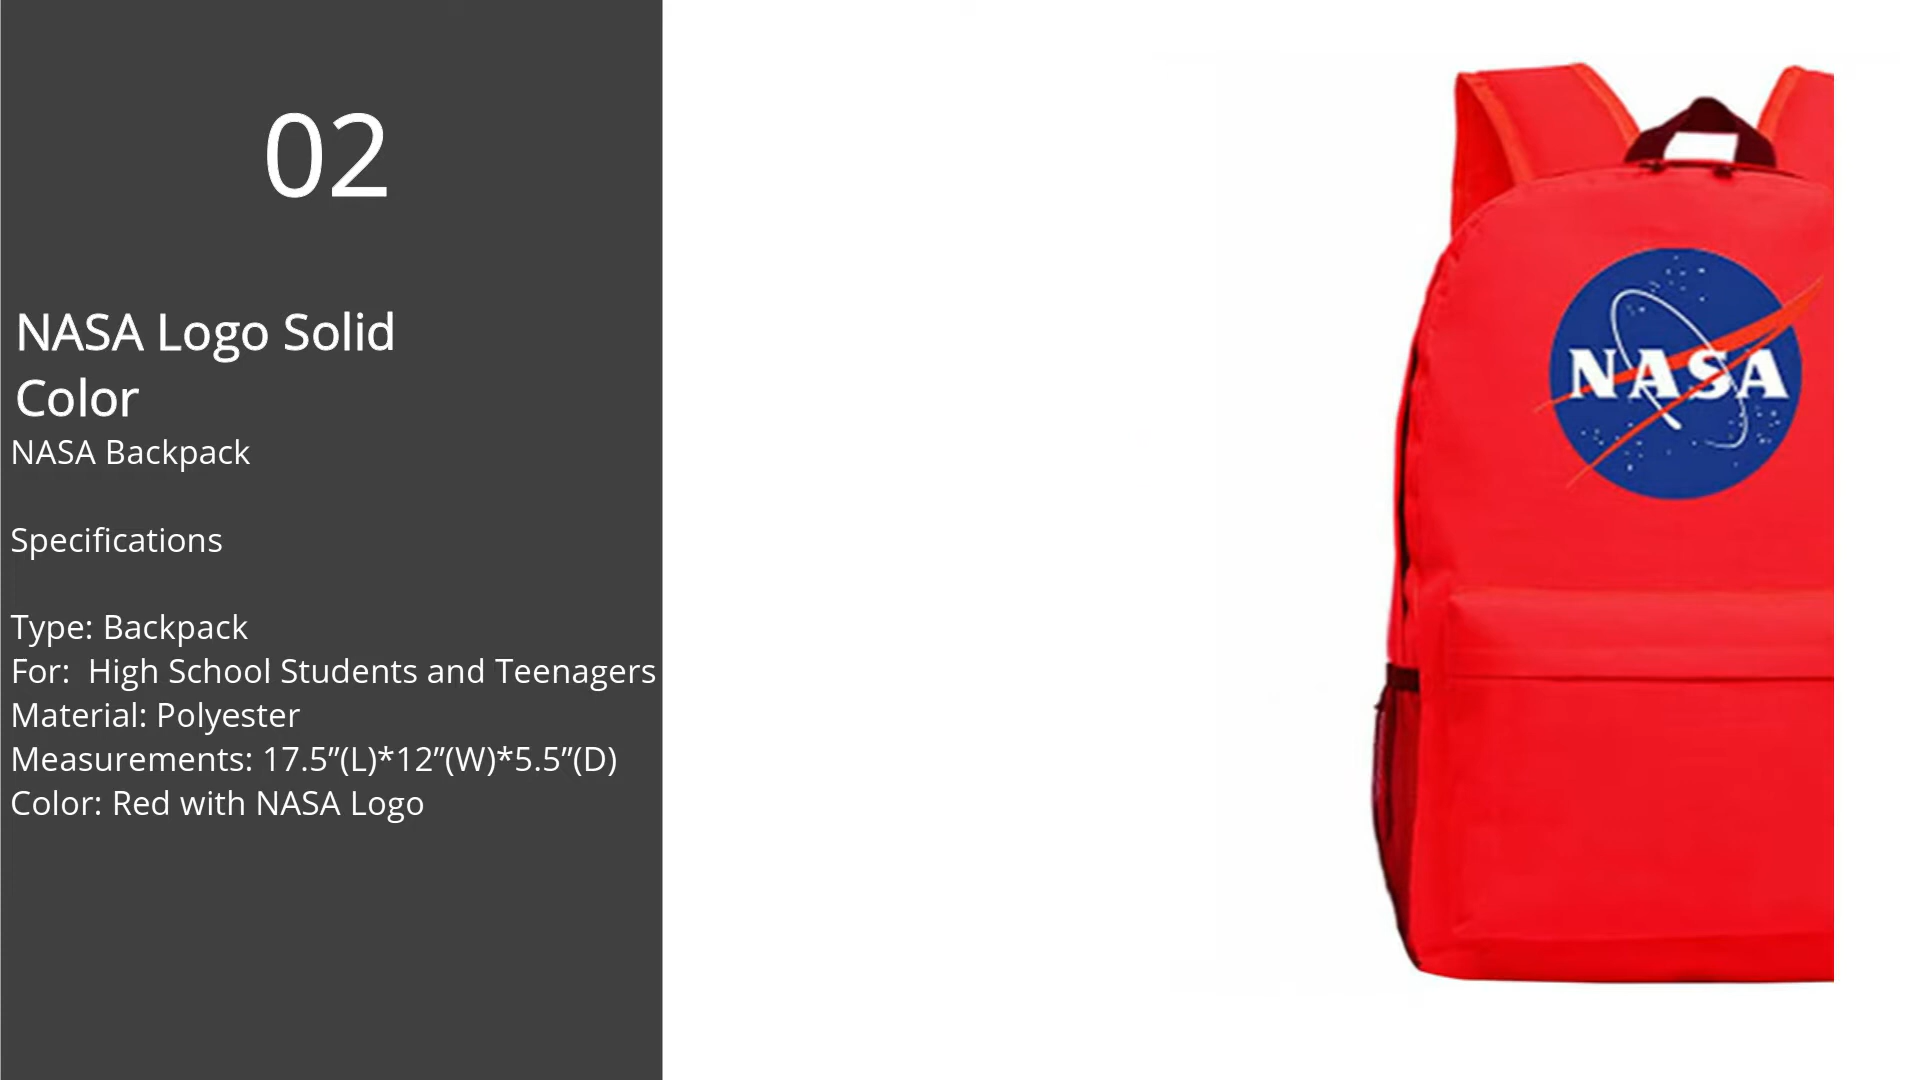 02
NASA Logo Solid
Color
NASA Backpack
Specifications
Type: Backpack
For:  High School Students and Teenagers
Material: Polyester
Measurements: 17.5”(L)*12”(W)*5.5”(D)
Color: Red with NASA Logo
NASA